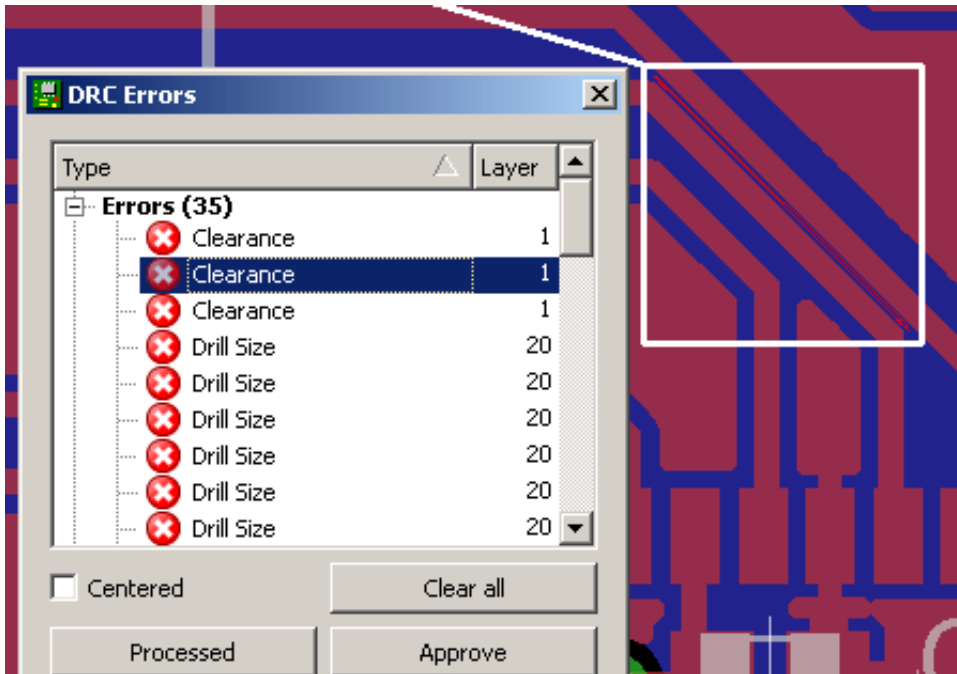 DRC Errors
Type Layer
Errors (35)
Clearance 1
Clearance 1
Clearance 1
Drill Size 20
Drill Size 20
Drill Size 20
Drill Size 20
Drill Size 20
Drill Size 20
Centered Clear all
Processed Approve